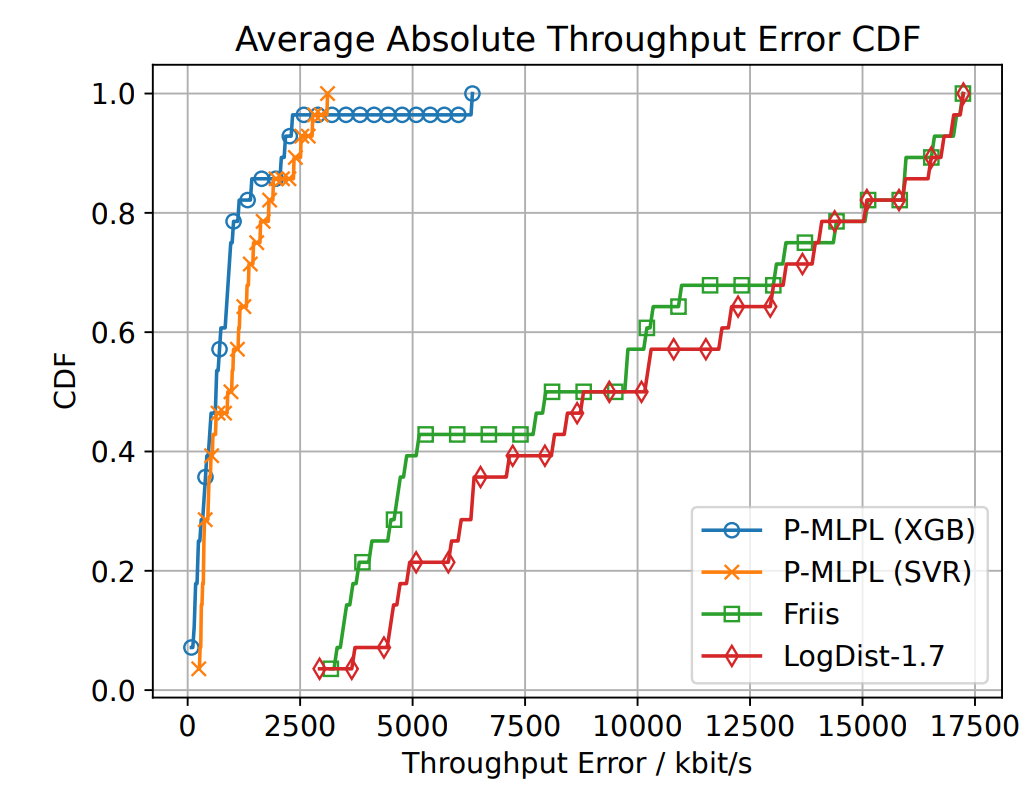 Average Absolute Throughput Error CDF
CDF
1.0
0.8
0.6
0.4
0.2
0.0
P-MLPL (XGB)
P-MLPL (SVR)
Friis
LogDist-1.7
0 2500 5000 7500 10000 12500 15000 17500
Throughput Error / kbit/s